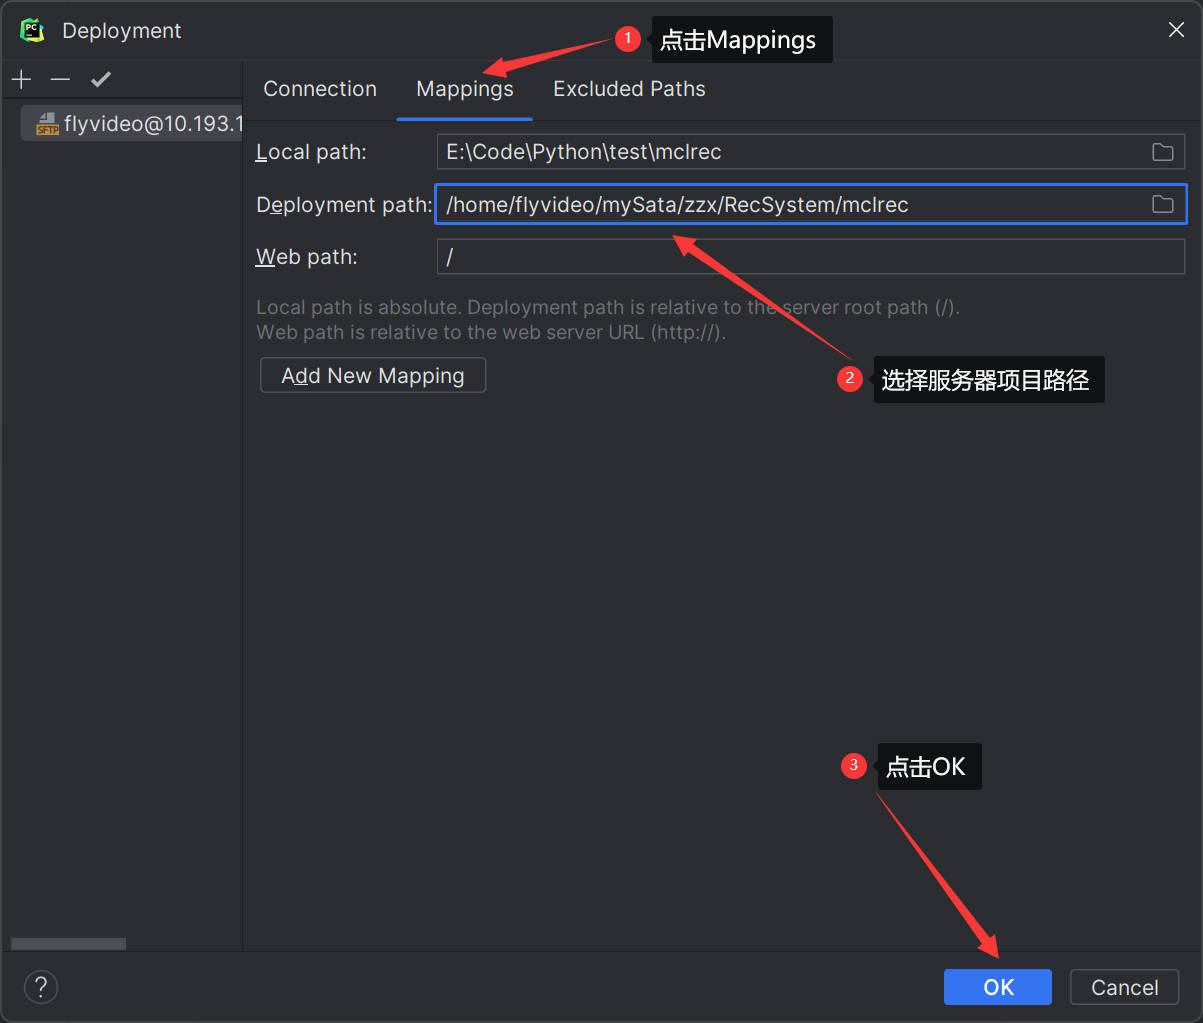 Deployment
1 点击Mappings
Connection Mappings Excluded Paths
flyvideo@10.193.1
Local path: E:\Code\Python\test\mclrec
Deployment path: /home/flyvideo/mySata/zzx/RecSystem/mclrec
Web path: /
Local path is absolute. Deployment path is relative to the server root path (/).
Web path is relative to the web server URL (http://).
Add New Mapping
2 选择服务器项目路径
3 点击OK
? OK Cancel
PC
SFTP